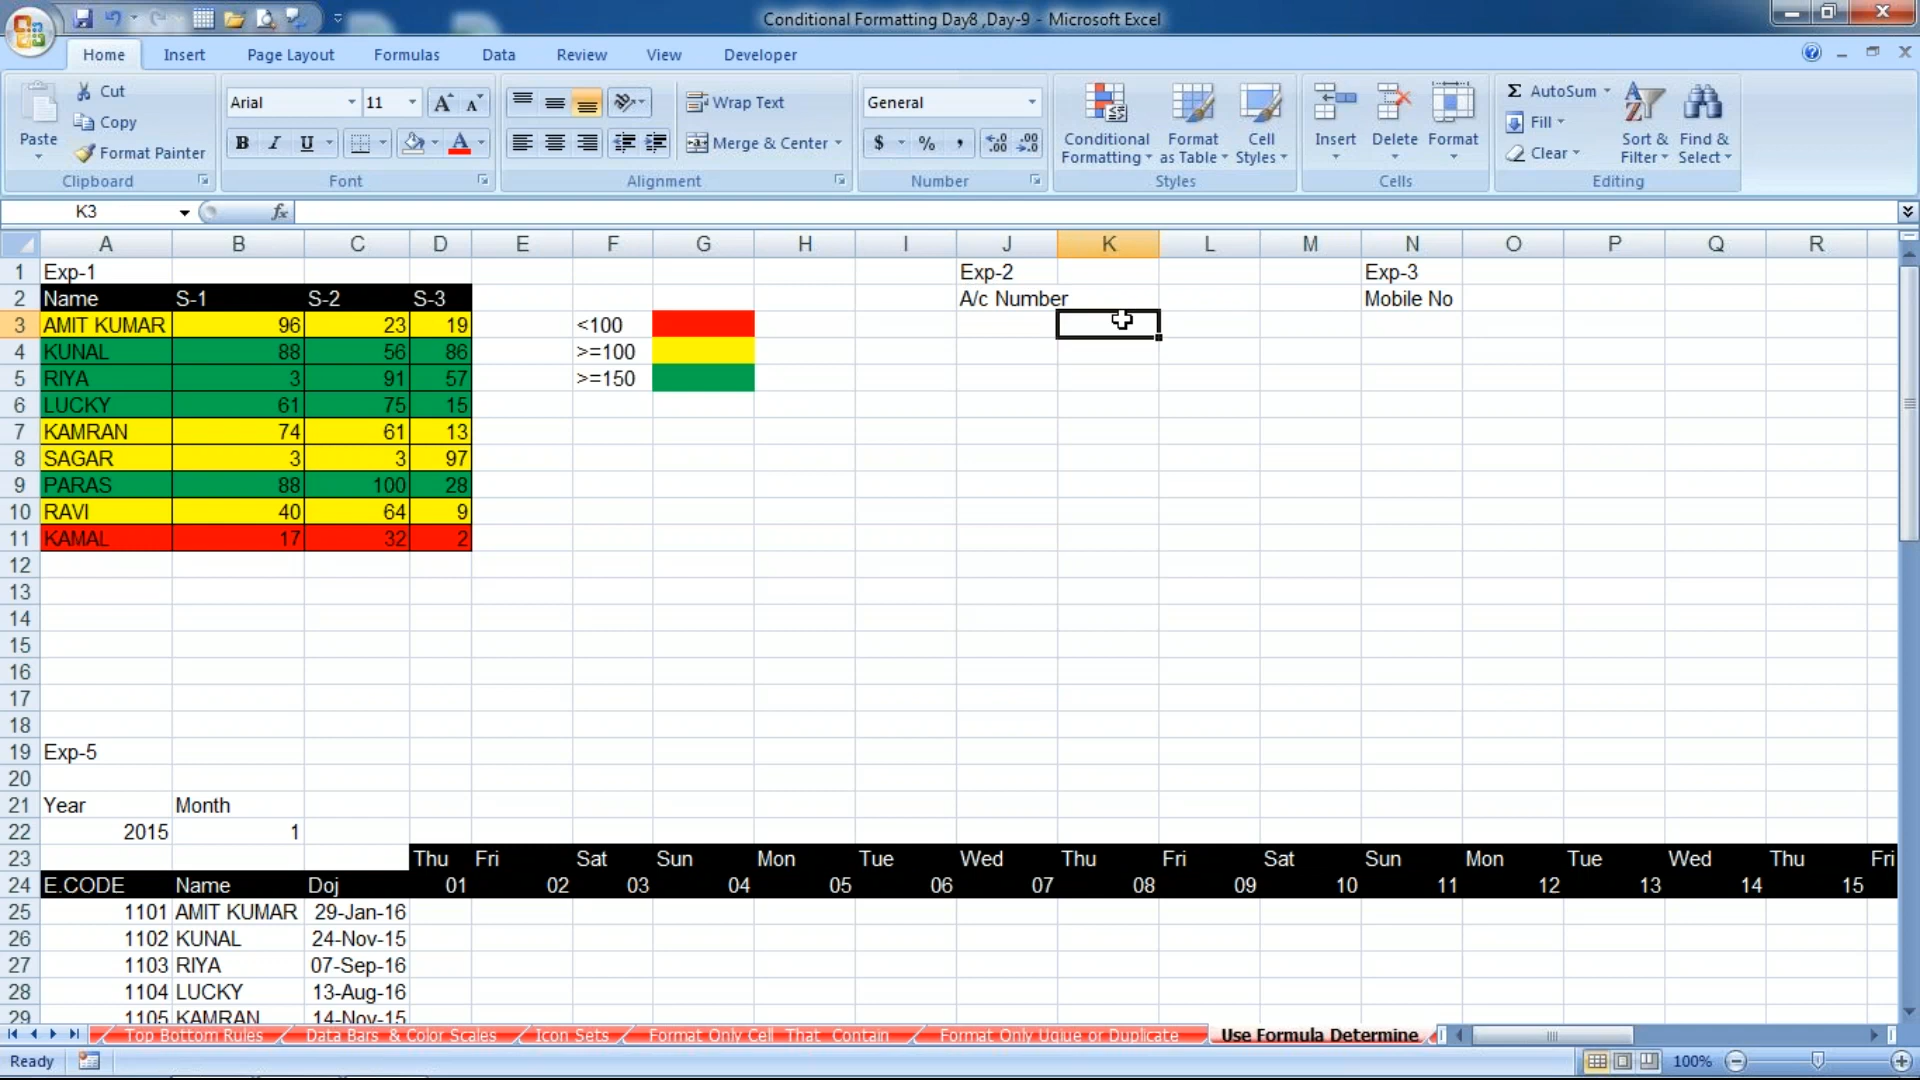 Conditional Formatting Day8 ,Day-9 - Microsoft Excel
Home Insert Page Layout Formulas Data Review View Developer
Paste Cut Copy Format Painter Clipboard
Arial 11 B I U Font
Wrap Text Merge & Center Alignment
General $ % , Number
Conditional Formatting Format as Table Cell Styles Styles
Insert Delete Format Cells
AutoSum Fill Clear Sort & Filter Find & Select Editing
K3 fx
A B C D E F G H I J K L M N O P Q R
1 Exp-1 Exp-2 Exp-3
2 Name S-1 S-2 S-3 A/c Number Mobile No
3 AMIT KUMAR 96 23 19 <100
4 KUNAL 88 56 86 >=100
5 RIYA 3 91 57 >=150
6 LUCKY 61 75 15
7 KAMRAN 74 61 13
8 SAGAR 3 3 97
9 PARAS 88 100 28
10 RAVI 40 64 9
11 KAMAL 17 32 2
12
13
14
15
16
17
18
19 Exp-5
20
21 Year Month
22 2015 1
23 Thu Fri Sat Sun Mon Tue Wed Thu Fri Sat Sun Mon Tue Wed Thu Fri
24 E.CODE Name Doj 01 02 03 04 05 06 07 08 09 10 11 12 13 14 15
25 1101 AMIT KUMAR 29-Jan-16
26 1102 KUNAL 24-Nov-15
27 1103 RIYA 07-Sep-16
28 1104 LUCKY 13-Aug-16
29 1105 KAMRAN 14-Nov-15
Top Bottom Rules Data Bars & Color Scales Icon Sets Format Only Cell That Contain Format Only Uqiue or Duplicate Use Formula Determine
Ready 100%